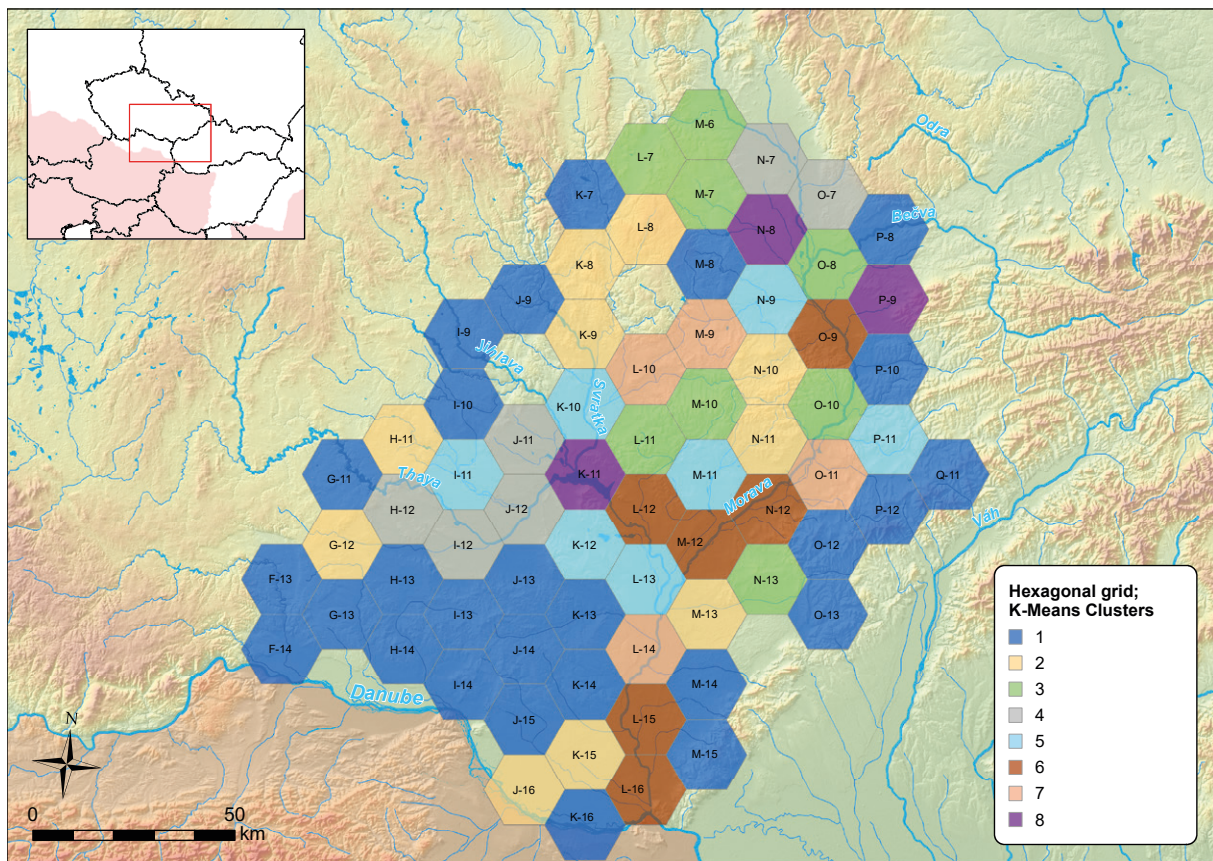 M-6
Odra
L-7
N-7
K-7
M-7
O-7
Bečva
L-8
N-8
P-8
K-8
M-8
O-8
J-9
N-9
P-9
I-9
K-9
M-9
O-9
Jihlava
L-10
N-10
P-10
Svratka
I-10
K-10
M-10
O-10
H-11
J-11
L-11
N-11
P-11
Thaya
G-11
I-11
K-11
M-11
O-11
Q-11
Morava
H-12
J-12
L-12
N-12
P-12
Váh
G-12
I-12
K-12
M-12
O-12
F-13
H-13
J-13
L-13
N-13
G-13
I-13
K-13
M-13
O-13
F-14
H-14
J-14
L-14
I-14
K-14
M-14
Danube
J-15
L-15
K-15
M-15
J-16
L-16
K-16
N
0 50
km
Hexagonal grid;
K-Means Clusters
1
2
3
4
5
6
7
8